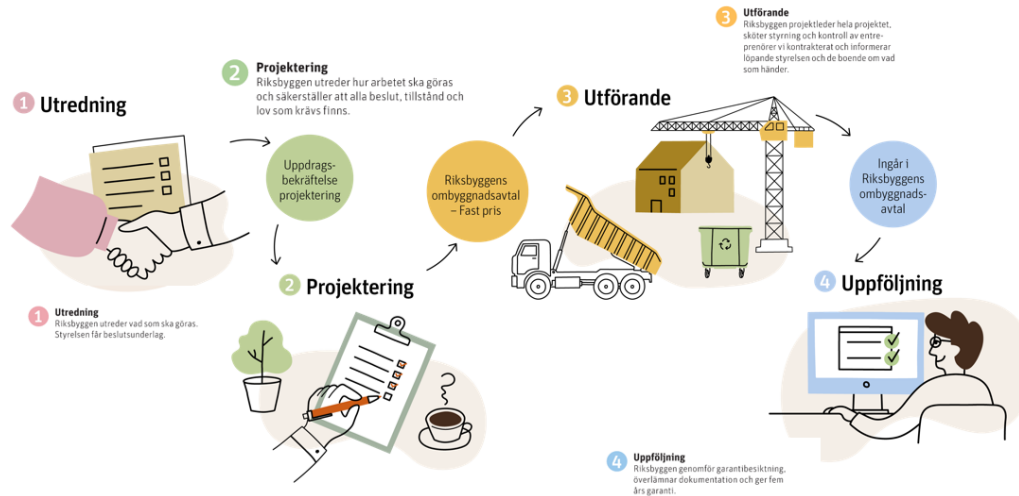 1 Utredning
1 Utredning
Riksbyggen utreder vad som ska göras.
Styrelsen får beslutsunderlag.
2 Projektering
Riksbyggen utreder hur arbetet ska göras
och säkerställer att alla beslut, tillstånd och
lov som krävs finns.
Uppdrags-
bekräftelse
projektering
2 Projektering
Riksbyggens
ombyggnadsavtal
– Fast pris
3 Utförande
3 Utförande
Riksbyggen projektleder hela projektet,
sköter styrning och kontroll av entre-
prenörer vi kontrakterat och informerar
löpande styrelsen och de boende om vad
som händer.
Ingår i
Riksbyggens
ombyggnads-
avtal
4 Uppföljning
4 Uppföljning
Riksbyggen genomför garantibesiktning,
överlämnar dokumentation och ger fem
års garanti.